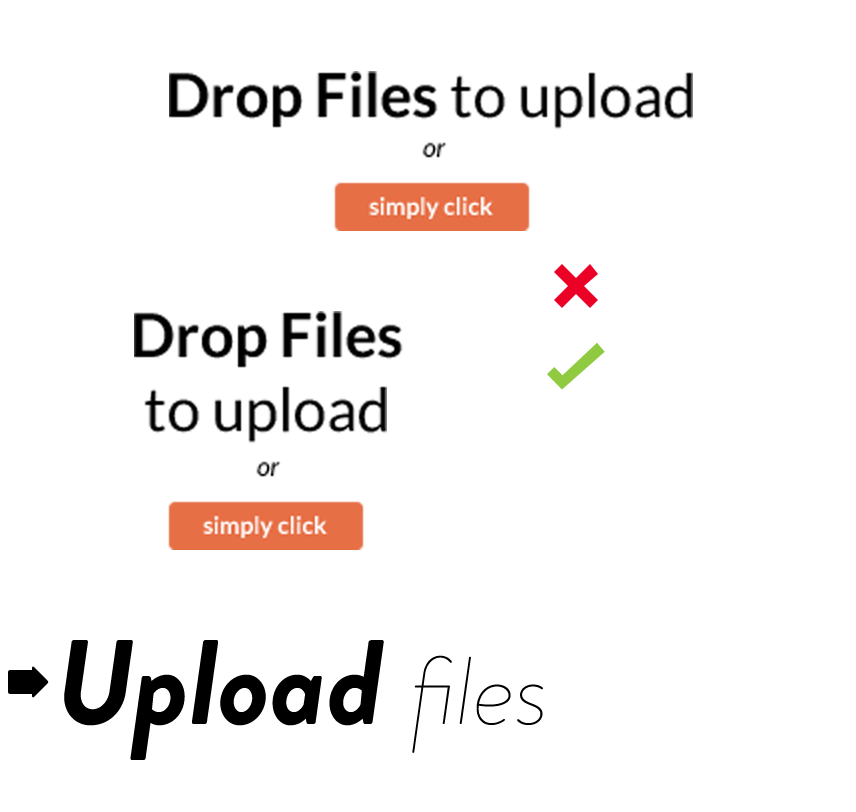 Drop Files to upload
or
simply click
Drop Files
to upload
or
simply click
Upload files